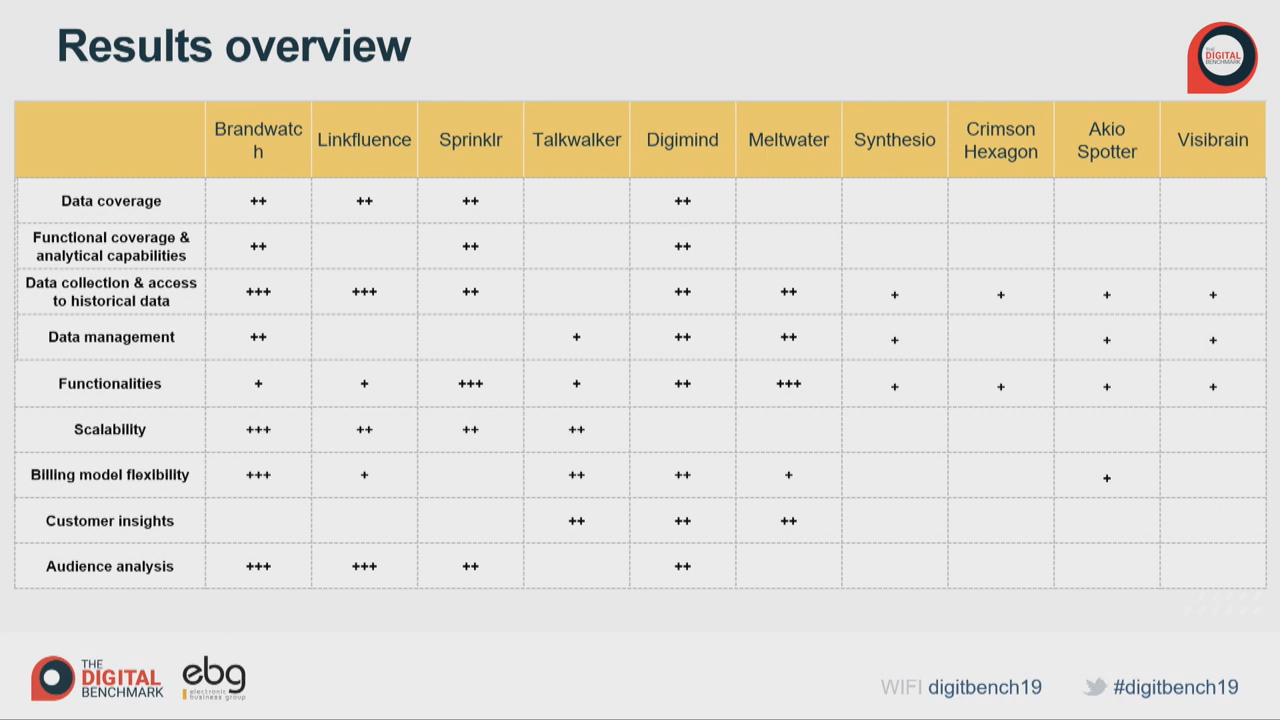 Results overview
THE
DIGITAL
BENCHMARK
Brandwatc
h
Linkfluence
Sprinklr
Talkwalker
Digimind
Meltwater
Synthesio
Crimson
Hexagon
Akio
Spotter
Visibrain
Data coverage ++ ++ ++ ++
Functional coverage &
analytical capabilities ++ ++ ++
Data collection & access
to historical data +++ +++ ++ ++ ++ + + + +
Data management ++ + ++ ++ + + +
Functionalities + + +++ + ++ +++ + + + +
Scalability +++ ++ ++ ++
Billing model flexibility +++ + ++ ++ + +
Customer insights ++ ++ ++
Audience analysis +++ +++ ++ ++
THE
DIGITAL
BENCHMARK
ebg
electronic
business group
WIFI digitbench19
#digitbench19